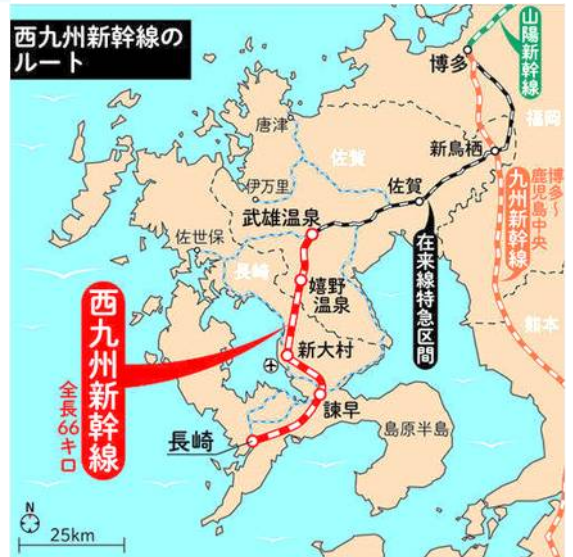 西九州新幹線の
ルート
山陽新幹線
博多
福岡
唐津
新鳥栖
佐賀
佐賀
伊万里
武雄温泉
佐世保
長崎
博多〜
鹿児島中央
九州新幹線
在来線特急区間
嬉野
温泉
熊本
西九州新幹線
全長66キロ
新大村
諫早
島原半島
長崎
N
25km